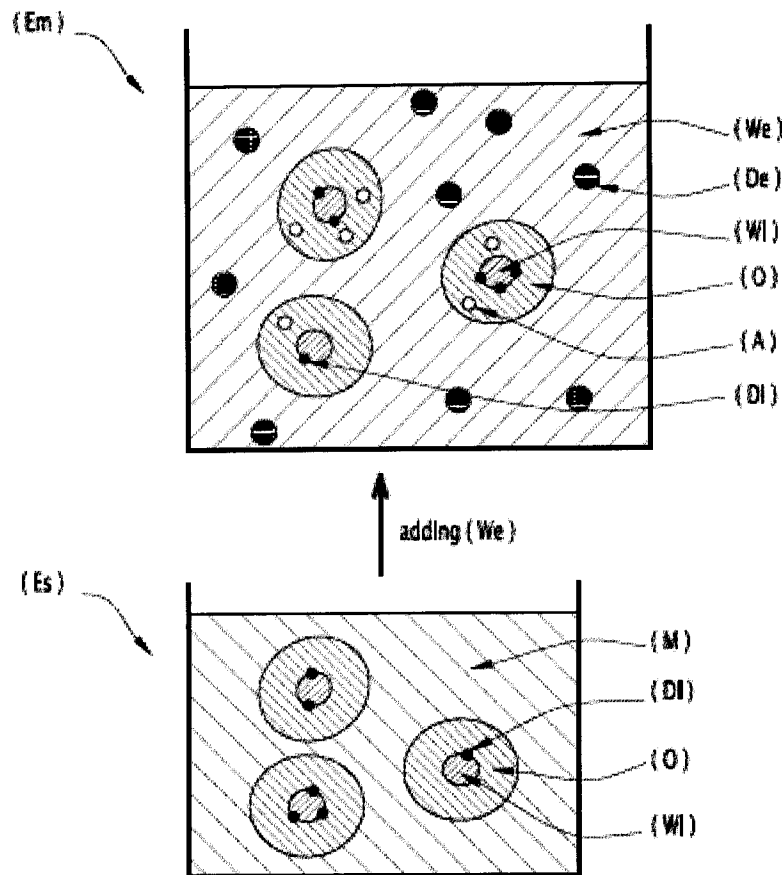 (Em)
(We)
(De)
(WI)
(O)
(A)
(DI)
adding (We)
(Es)
(M)
(DI)
(O)
(WI)